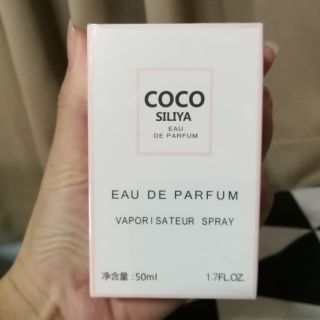 COCO
SILIYA
EAU
DE PARFUM
EAU DE PARFUM
VAPORISATEUR SPRAY
净含量:50ml 1.7FL.OZ.